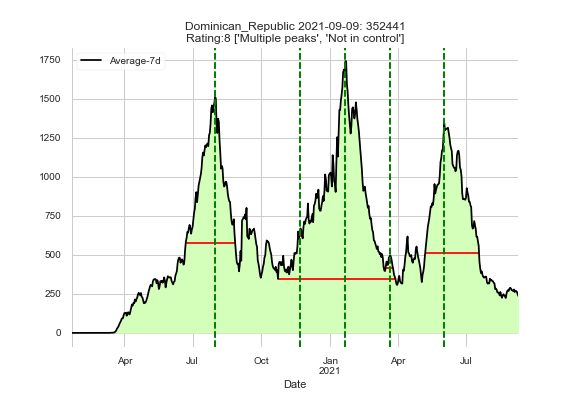 Dominican_Republic 2021-09-09: 352441
Rating:8 ['Multiple peaks', 'Not in control']
Average-7d
1750
1500
1250
1000
750
500
250
0
Apr
Jul
Oct
Jan
2021
Apr
Jul
Date